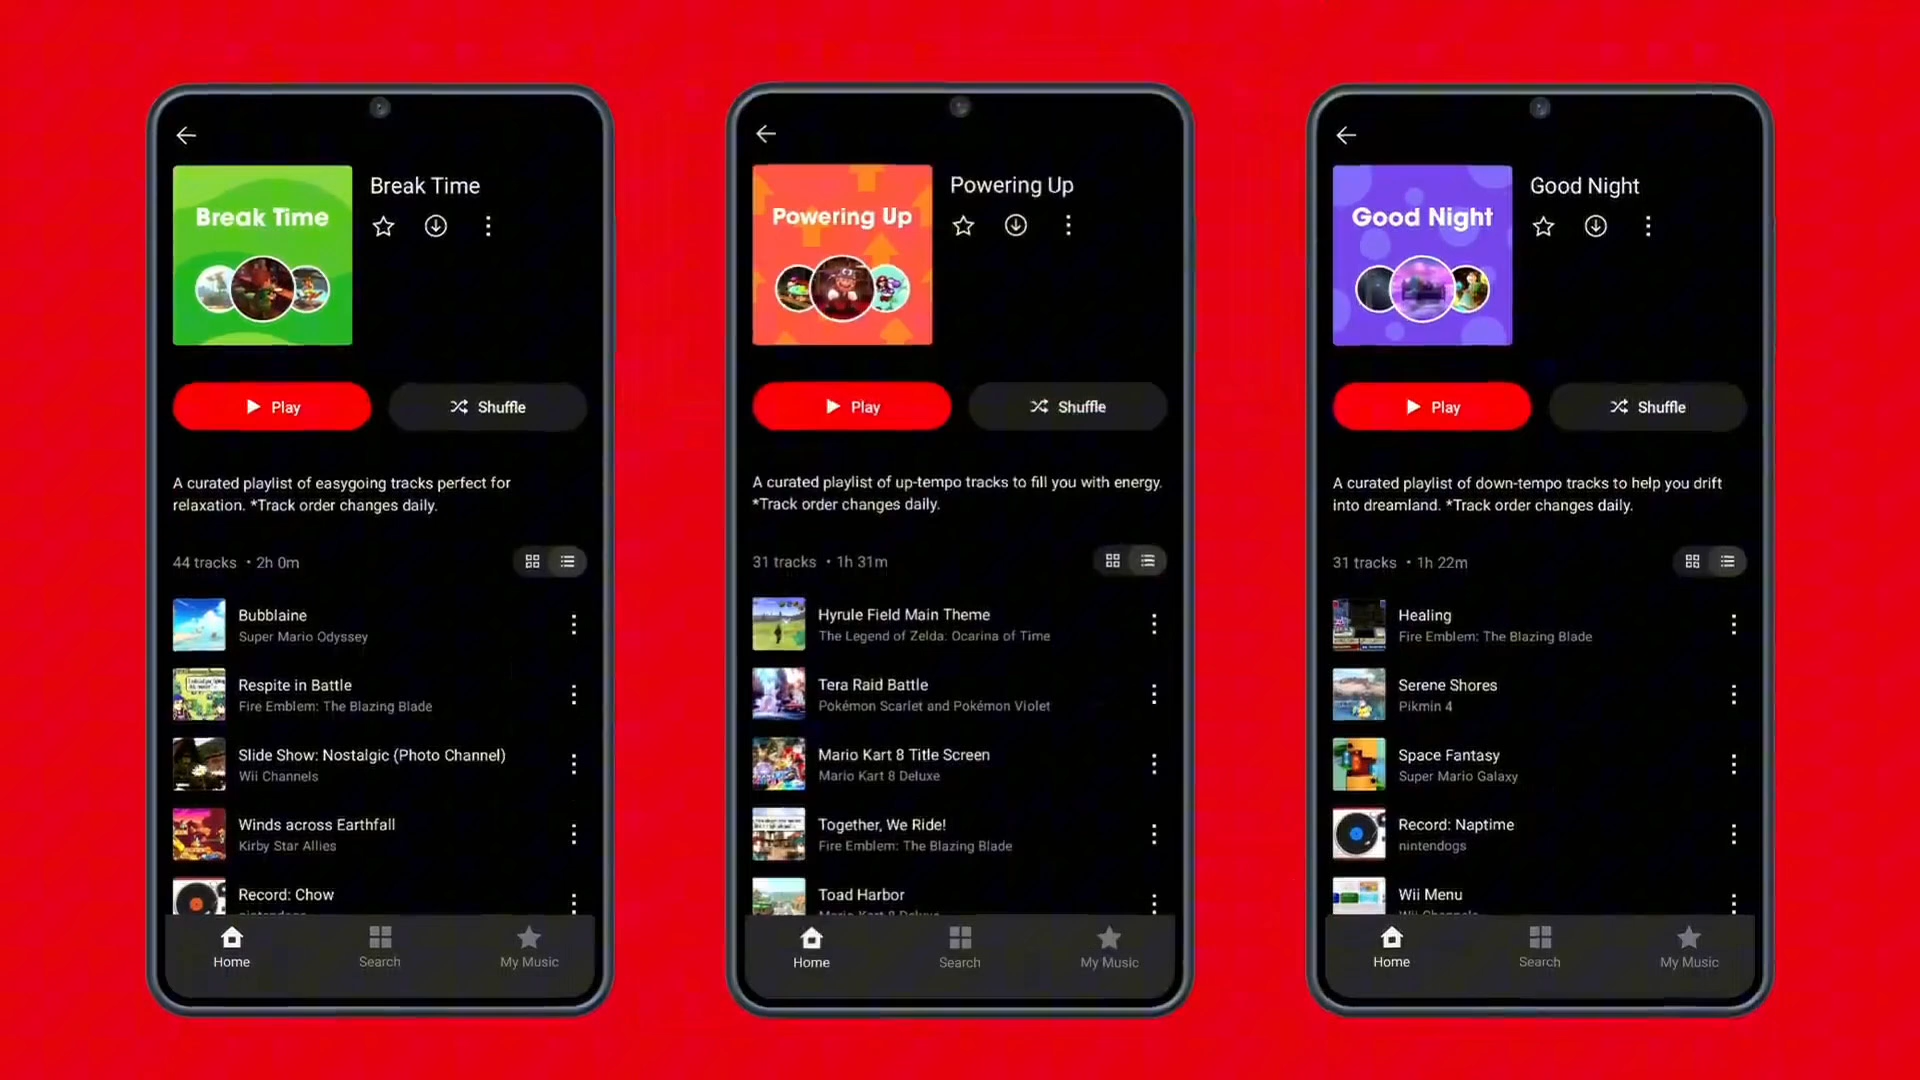 Break Time
Break Time
Play
Shuffle
A curated playlist of easygoing tracks perfect for
relaxation. *Track order changes daily.
44 tracks • 2h 0m
Bubblaine
Super Mario Odyssey
Respite in Battle
Fire Emblem: The Blazing Blade
Slide Show: Nostalgic (Photo Channel)
Wii Channels
Winds across Earthfall
Kirby Star Allies
Record: Chow
nintendogs
Home
Search
My Music
Powering Up
Powering Up
Play
Shuffle
A curated playlist of up-tempo tracks to fill you with energy.
*Track order changes daily.
31 tracks • 1h 31m
Hyrule Field Main Theme
The Legend of Zelda: Ocarina of Time
Tera Raid Battle
Pokémon Scarlet and Pokémon Violet
Mario Kart 8 Title Screen
Mario Kart 8 Deluxe
Together, We Ride!
Fire Emblem: The Blazing Blade
Toad Harbor
Mario Kart 8 Deluxe
Home
Search
My Music
Good Night
Good Night
Play
Shuffle
A curated playlist of down-tempo tracks to help you drift
into dreamland. *Track order changes daily.
31 tracks • 1h 22m
Healing
Fire Emblem: The Blazing Blade
Serene Shores
Pikmin 4
Space Fantasy
Super Mario Galaxy
Record: Naptime
nintendogs
Wii Menu
Wii Channels
Home
Search
My Music